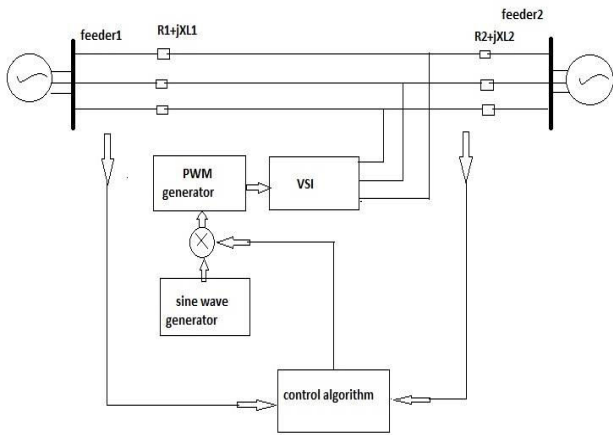 feeder1
R1+jXL1
R2+jXL2
feeder2
PWM
generator
VSI
sine wave
generator
control algorithm